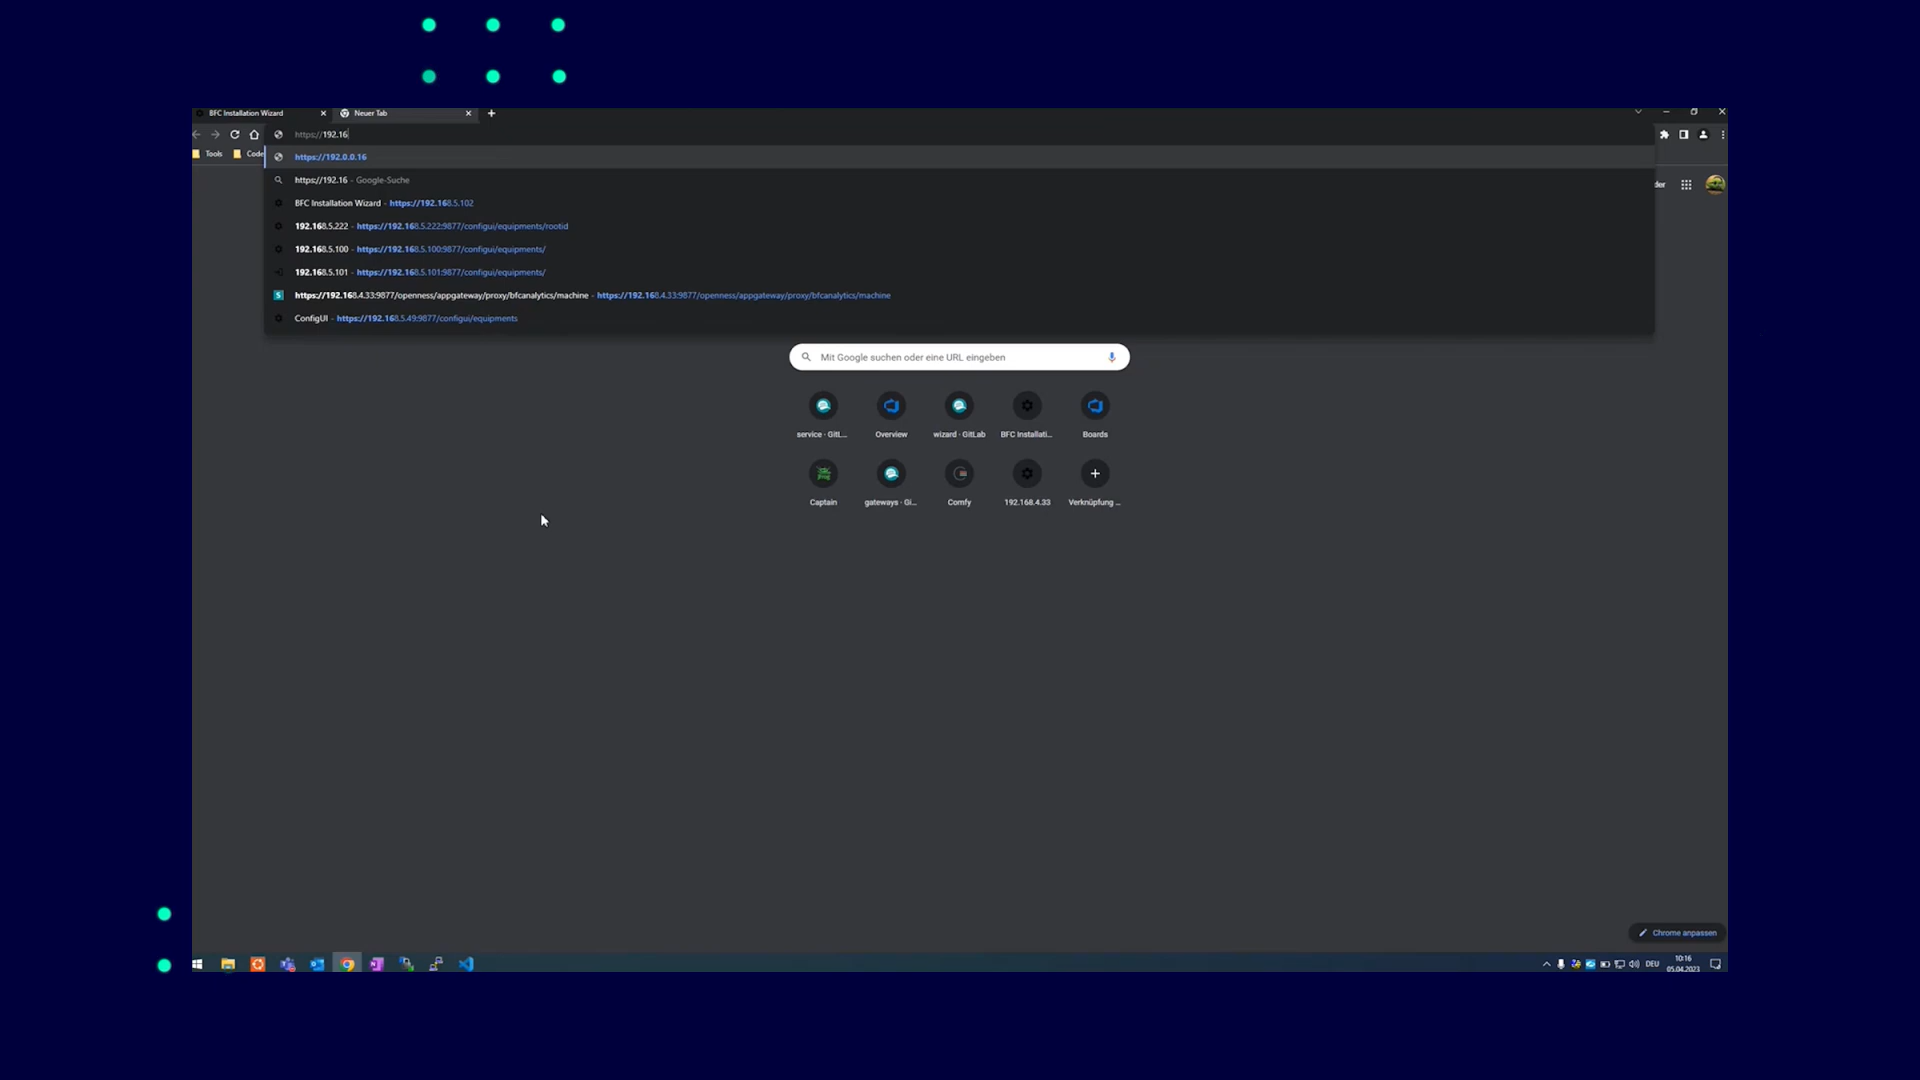 BFC Installation Wizard
Neuer Tab
https://192.16
Tools
Code
https://192.0.0.16
https://192.16 - Google-Suche
BFC Installation Wizard - https://192.168.5.102
192.168.5.222 - https://192.168.5.222:9877/configui/equipments/rootid
192.168.5.100 - https://192.168.5.100:9877/configui/equipments/
192.168.5.101 - https://192.168.5.101:9877/configui/equipments/
https://192.168.4.33:9877/openness/appgateway/proxy/bfcanalytics/machine - https://192.168.4.33:9877/openness/appgateway/proxy/bfcanalytics/machine
ConfigUI - https://192.168.5.49:9877/configui/equipments
der
Mit Google suchen oder eine URL eingeben
service · GitL...
Overview
wizard · GitLab
BFC Installati...
Boards
Captain
gateways · Gi...
Comfy
192.168.4.33
Verknüpfung ...
Chrome anpassen
DEU
10:16
05.04.2023